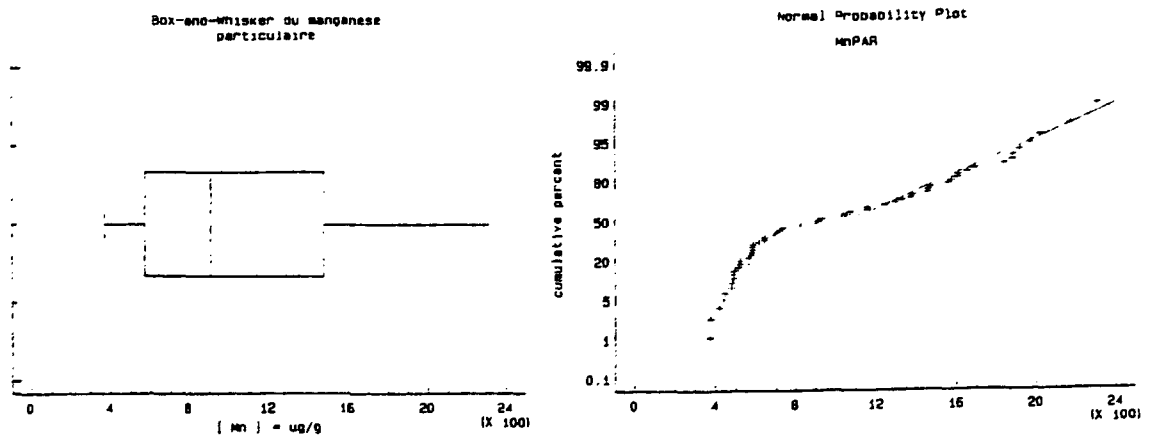 Box-and-Whisker du manganese
particulaire
0 4 8 12 16 20 24
(X 100)
[ Mn ] = ug/g
Normal Probability Plot
MnPAR
cumulative percent
99.9
99
95
80
50
20
5
1
0.1
0 4 8 12 16 20 24
(X 100)